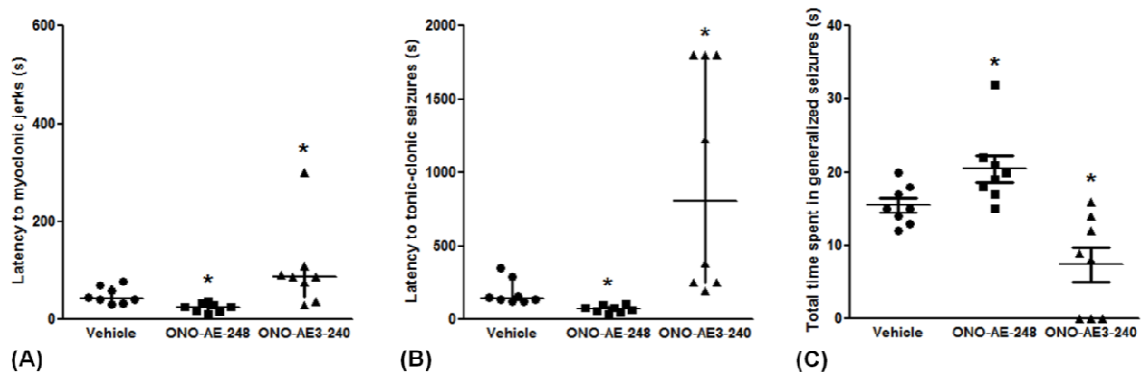 Latency to myoclonic jerks (s)
600
400
200
0
*
*
Vehicle ONO-AE-248 ONO-AE3-240
(A)
Latency to tonic-clonic seizures (s)
2000
1500
1000
500
0
*
*
Vehicle ONO-AE-248 ONO-AE3-240
(B)
Total time spent in generalized seizures (s)
40
30
20
10
0
*
*
Vehicle ONO-AE-248 ONO-AE3-240
(C)